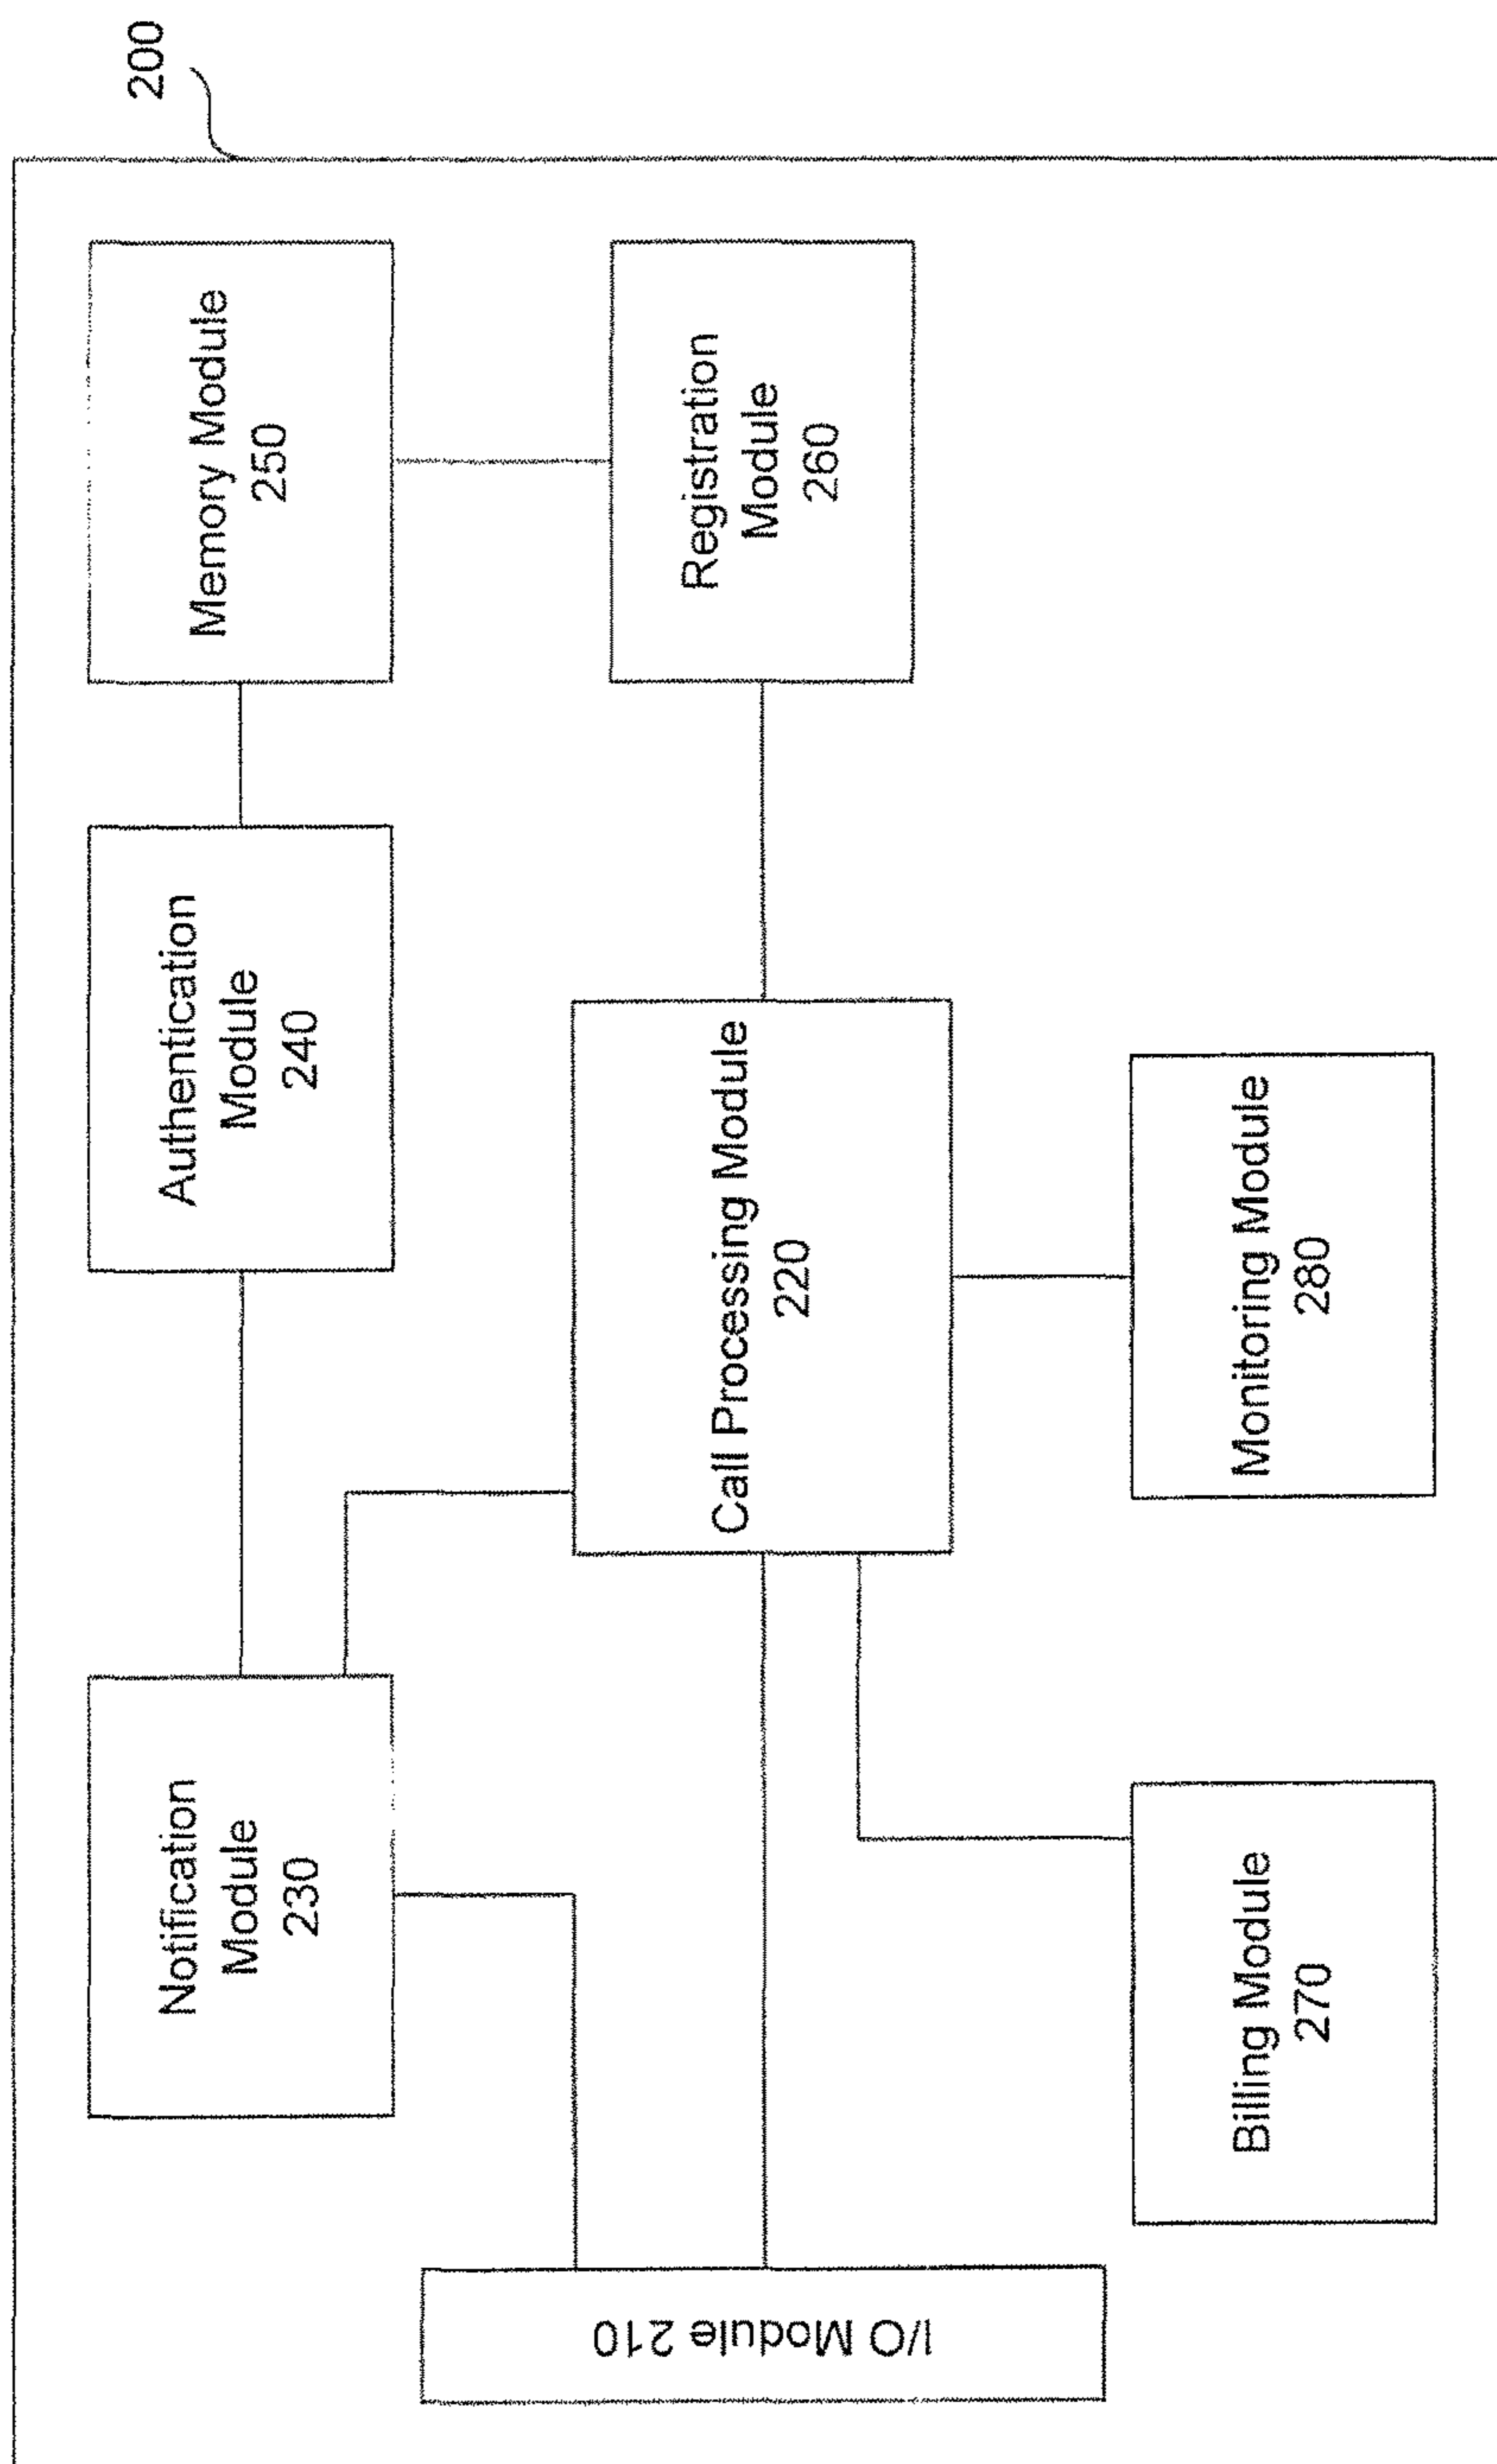 200
Notification
Module
230
Authentication
Module
240
Memory Module
250
I/O Module 210
Call Processing Module
220
Registration
Module
260
Billing Module
270
Monitoring Module
280